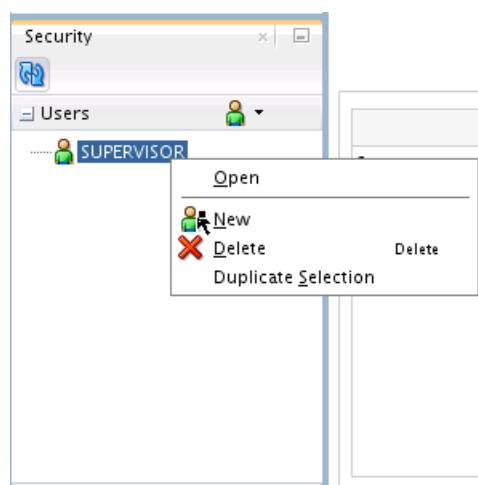 Security
Users
SUPERVISOR
Open
New
Delete Delete
Duplicate Selection